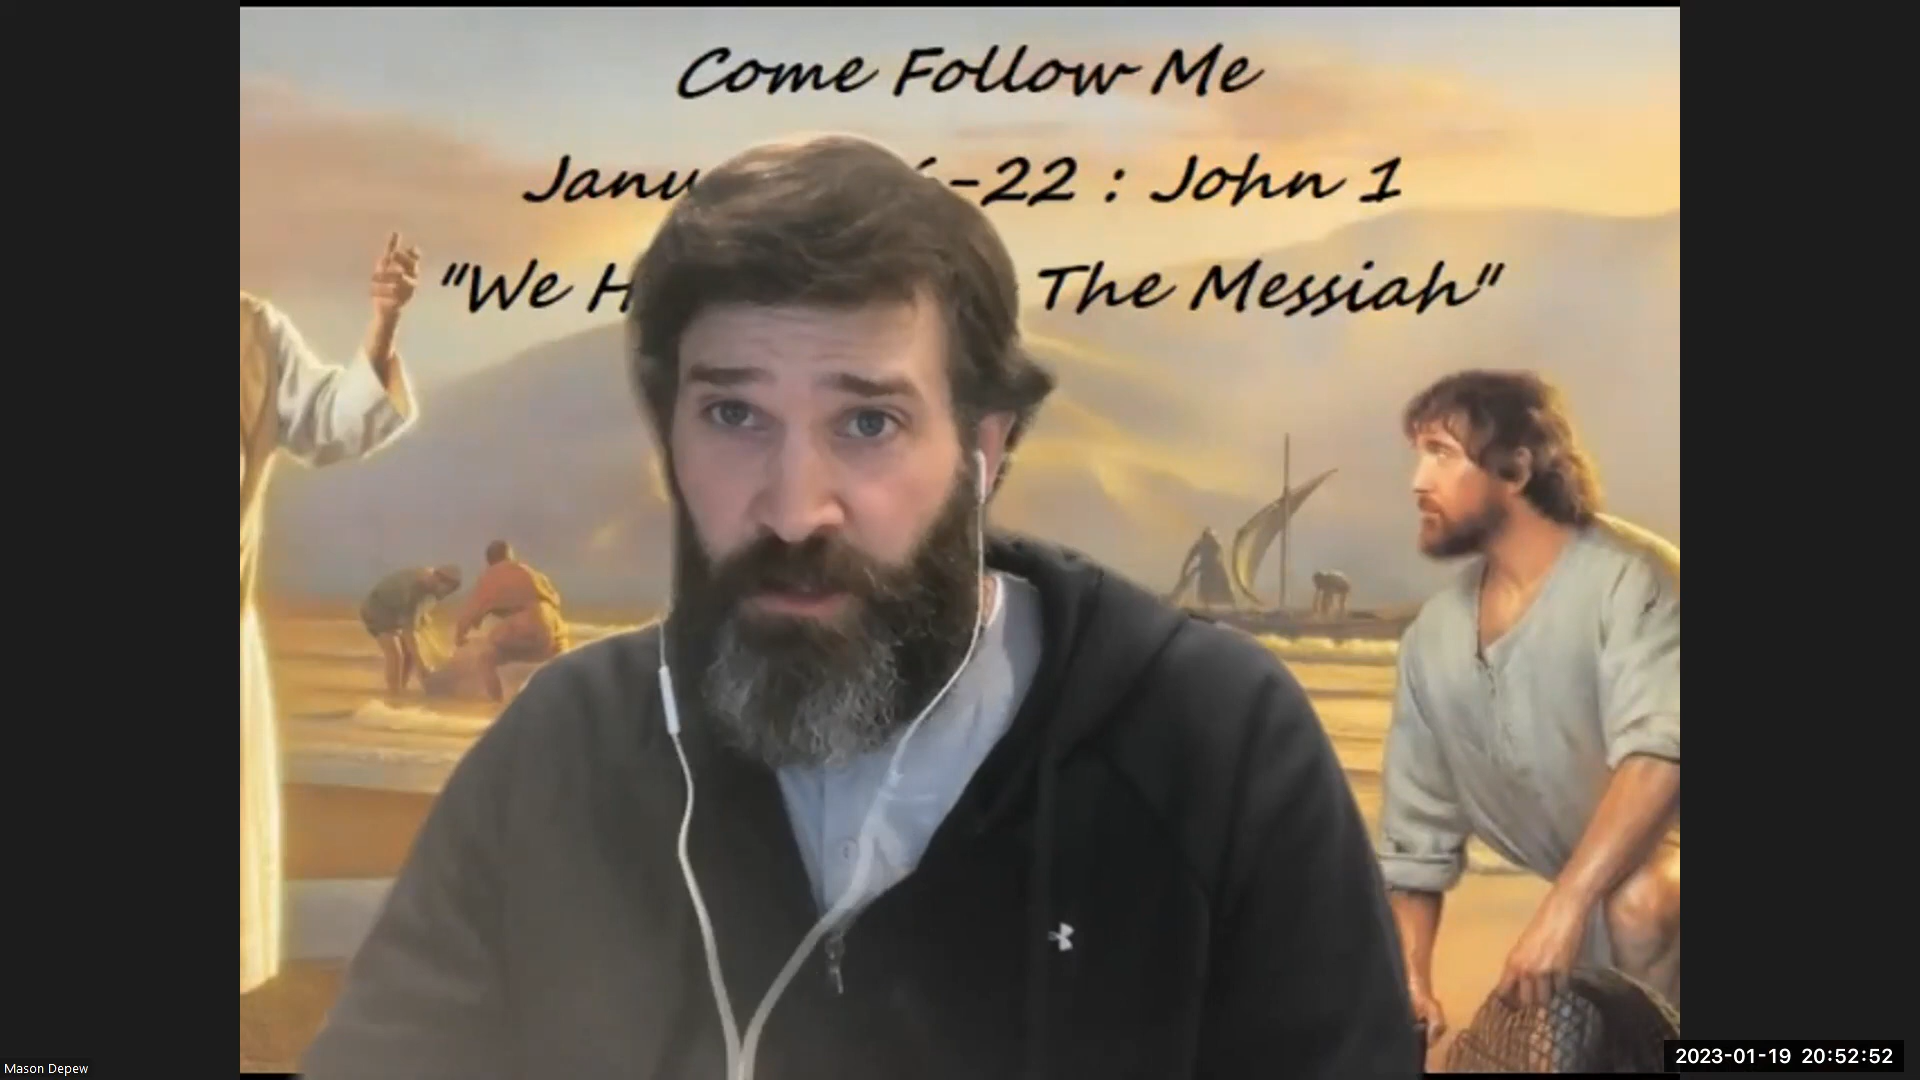 Come Follow Me
-22 : John 1
"We The Messiah"
Mason Depew
2023-01-19 20:52:52